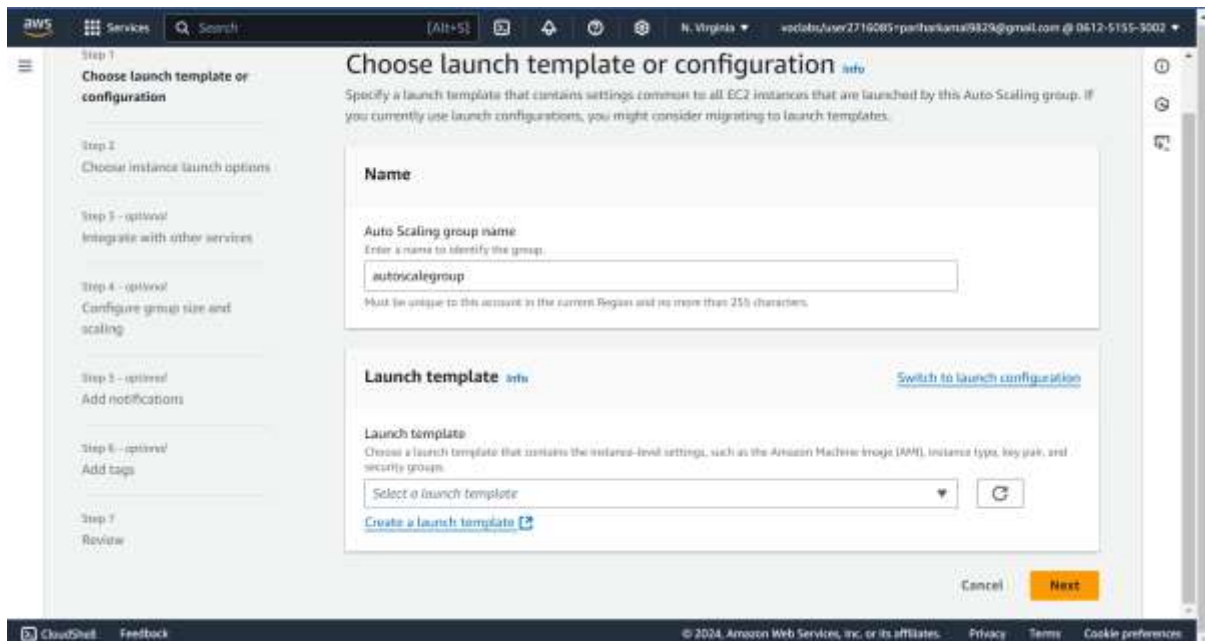 aws
Services
Search
[Alt+S]
N. Virginia
voclabs/user2716085=pariharkamal9829@gmail.com @ 0612-5155-3002
Step 1
Choose launch template or
configuration
Step 2
Choose instance launch options
Step 3 - optional
Integrate with other services
Step 4 - optional
Configure group size and
scaling
Step 5 - optional
Add notifications
Step 6 - optional
Add tags
Step 7
Review
Choose launch template or configuration Info
Specify a launch template that contains settings common to all EC2 instances that are launched by this Auto Scaling group. If
you currently use launch configurations, you might consider migrating to launch templates.
Name
Auto Scaling group name
Enter a name to identify the group.
autoscalegroup
Must be unique to this account in the current Region and no more than 255 characters.
Launch template Info
Switch to launch configuration
Launch template
Choose a launch template that contains the instance-level settings, such as the Amazon Machine Image (AMI), instance type, key pair, and
security groups.
Select a launch template
Create a launch template
Cancel
Next
CloudShell
Feedback
© 2024, Amazon Web Services, Inc. or its affiliates.
Privacy
Terms
Cookie preferences